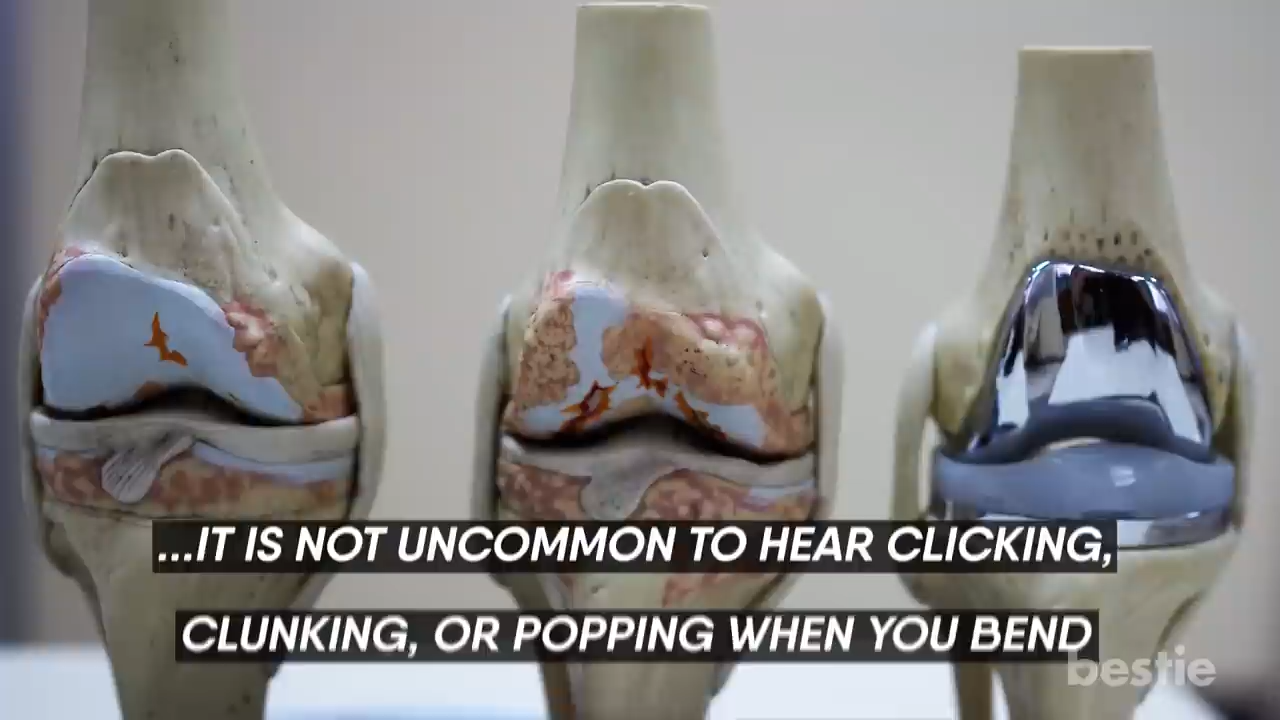 ...IT IS NOT UNCOMMON TO HEAR CLICKING,
CLUNKING, OR POPPING WHEN YOU BEND
bestie